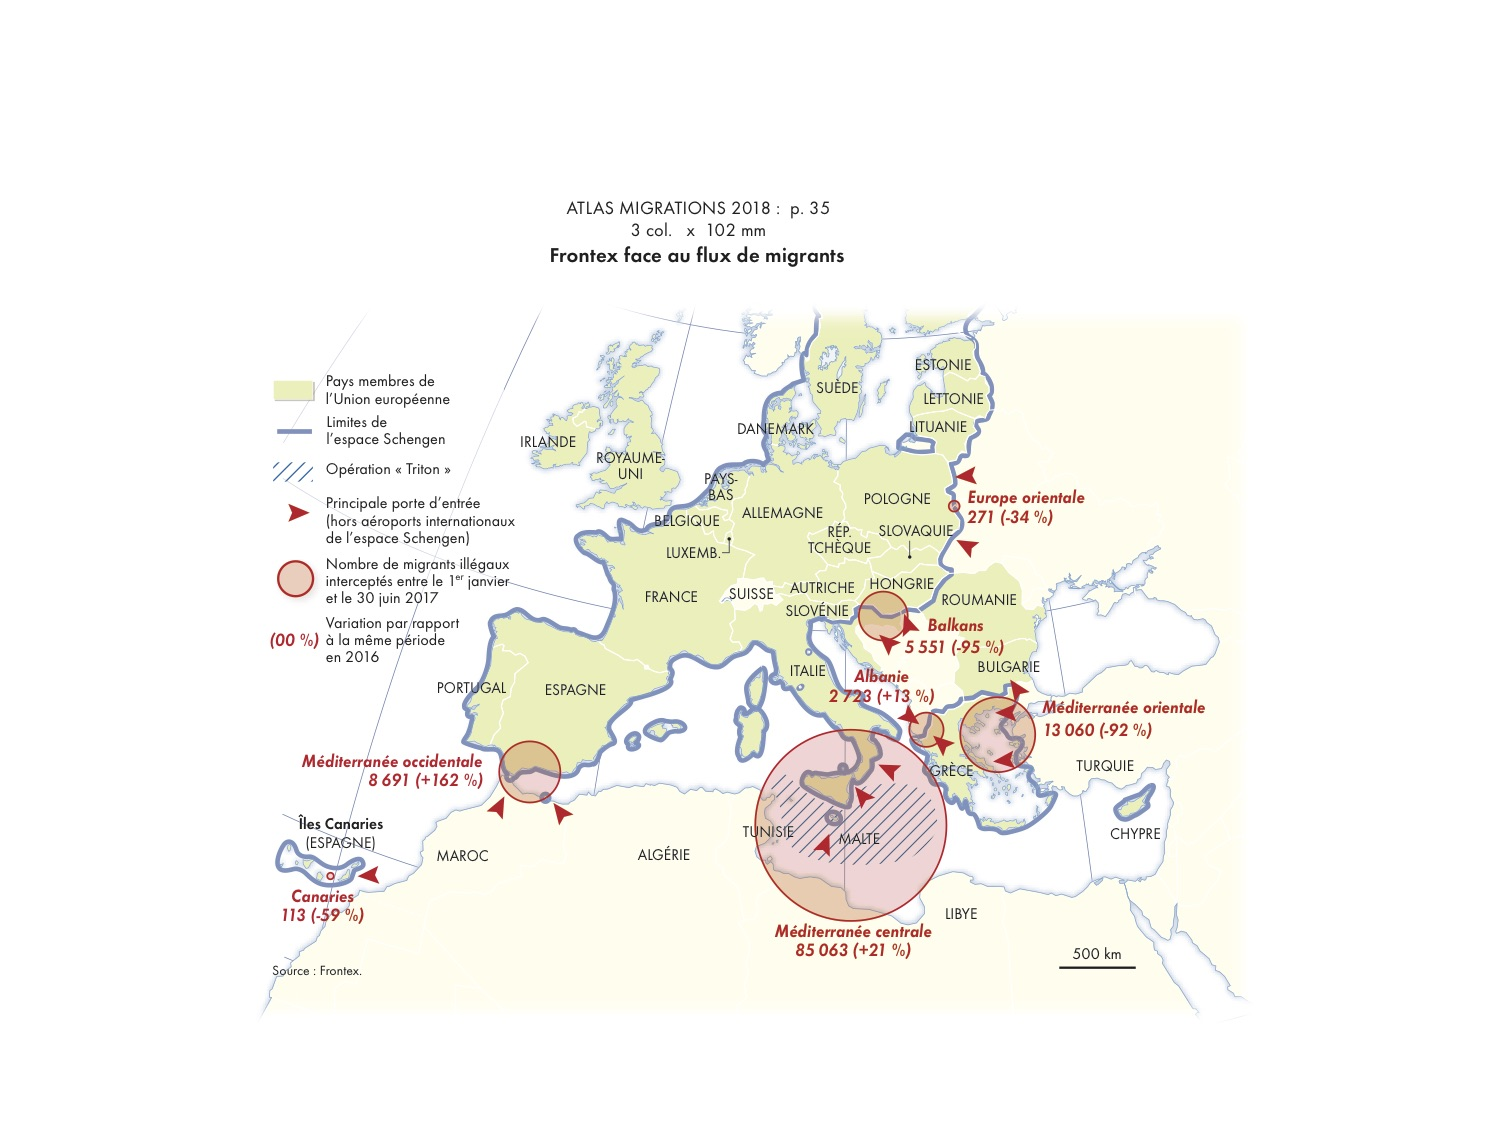 ATLAS MIGRATIONS 2018 : p. 35
3 col. x 102 mm
Frontex face au flux de migrants
Pays membres de
l'Union européenne
Limites de
l'espace Schengen
Opération « Triton »
Principale porte d'entrée
(hors aéroports internationaux
de l'espace Schengen)
Nombre de migrants illégaux
interceptés entre le 1er janvier
et le 30 juin 2017
(00 %)
Variation par rapport
à la même période
en 2016
ESTONIE
SUÈDE
LETTONIE
DANEMARK
LITUANIE
IRLANDE
ROYAUME-
UNI
PAYS-
BAS
POLOGNE
Europe orientale
271 (-34 %)
BELGIQUE
ALLEMAGNE
RÉP.
TCHÈQUE
SLOVAQUIE
LUXEMB.
FRANCE
SUISSE
AUTRICHE
HONGRIE
SLOVÉNIE
ROUMANIE
Balkans
5 551 (-95 %)
ITALIE
BULGARIE
PORTUGAL
ESPAGNE
Albanie
2 723 (+13 %)
Méditerranée orientale
13 060 (-92 %)
Méditerranée occidentale
8 691 (+162 %)
GRÈCE
TURQUIE
Îles Canaries
(ESPAGNE)
TUNISIE
MALTE
CHYPRE
MAROC
ALGÉRIE
Canaries
113 (-59 %)
LIBYE
Méditerranée centrale
85 063 (+21 %)
500 km
Source : Frontex.